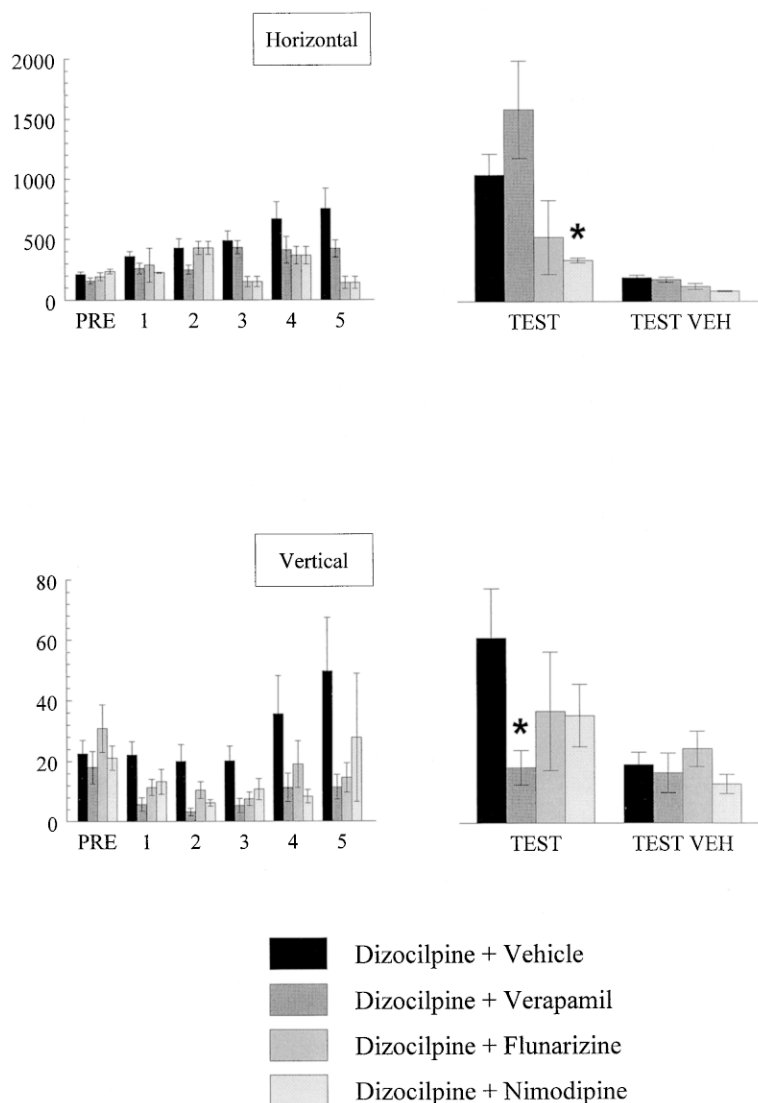 Horizontal
2000
1500
1000
500
0
PRE 1 2 3 4 5
*
TEST TEST VEH
Vertical
80
60
40
20
0
PRE 1 2 3 4 5
*
TEST TEST VEH
Dizocilpine + Vehicle
Dizocilpine + Verapamil
Dizocilpine + Flunarizine
Dizocilpine + Nimodipine